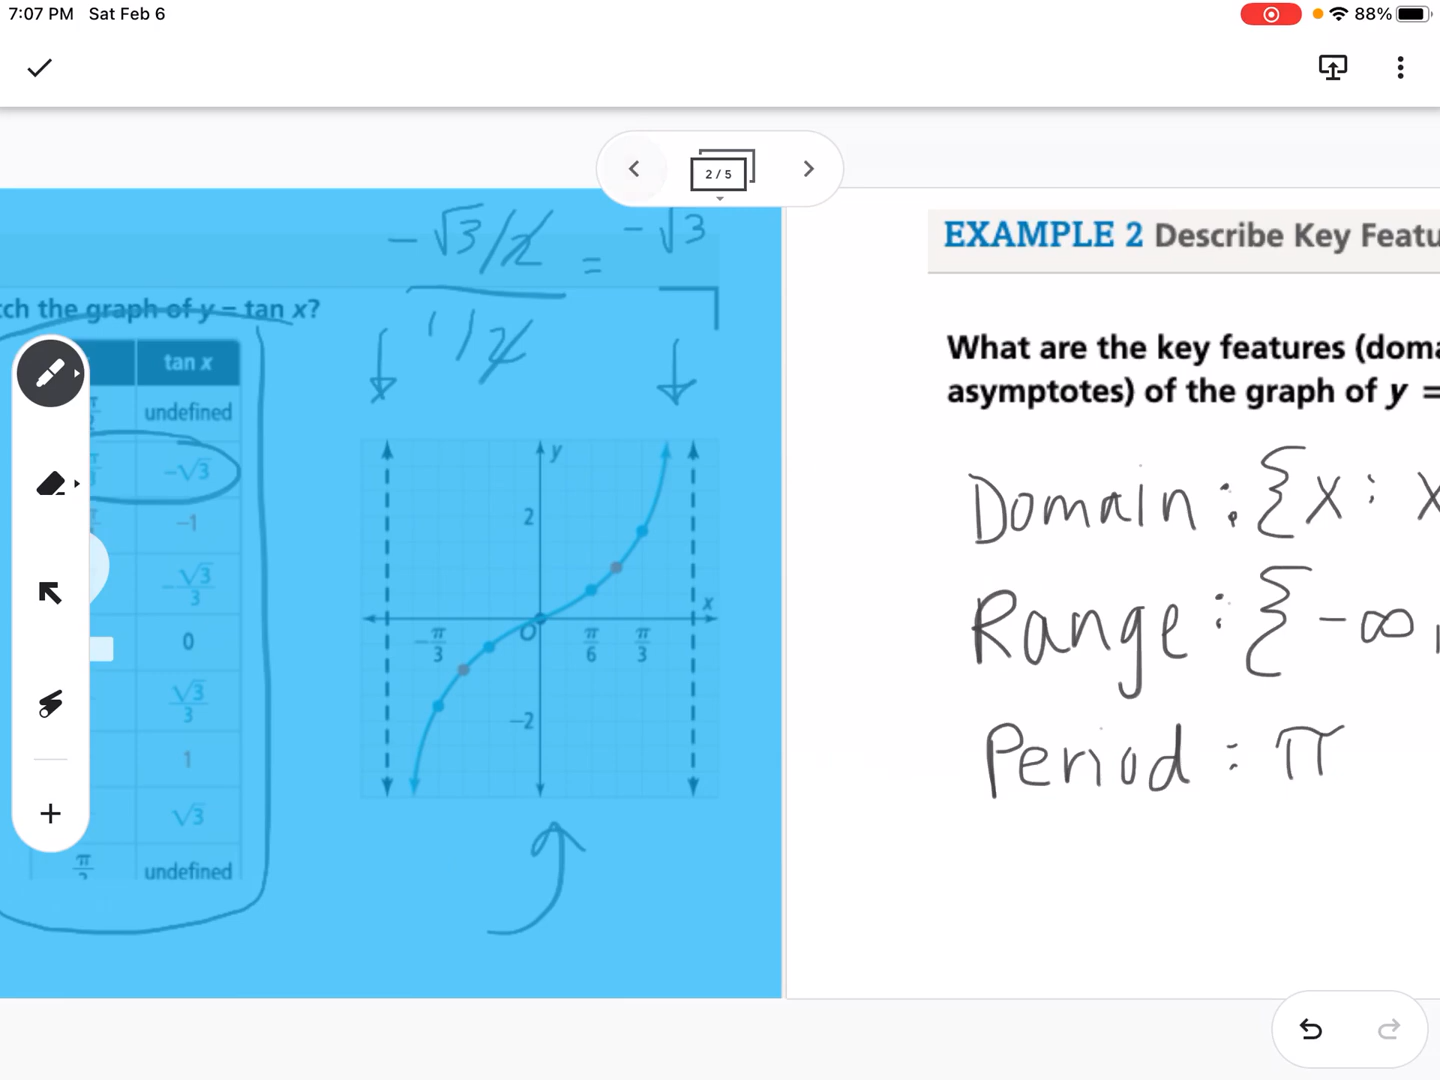 7:07 PM Sat Feb 6
88%
2 / 5
-√3/2 = -√3
1/2
tch the graph of y = tan x?
tan x
undefined
-√3
-1
-√3/3
0
√3/3
1
√3
π/2 undefined
y
2
x
-π/3 O π/6 π/3
-2
EXAMPLE 2 Describe Key Featu
What are the key features (doma
asymptotes) of the graph of y =
Domain : {x : x
Range : { -∞,
Period : π